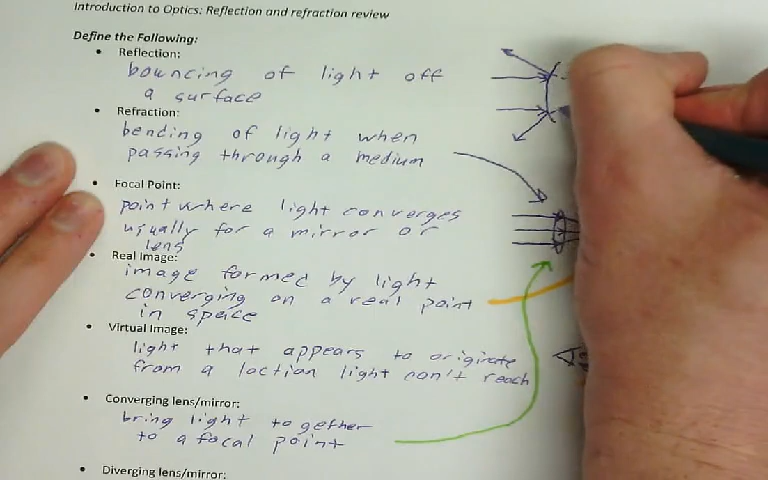 Introduction to Optics: Reflection and refraction review
Define the Following:
• Reflection:
bouncing of light off
a surface
• Refraction:
bending of light when
passing through a medium
• Focal Point:
point where light converges
usually for a mirror or
lens
• Real Image:
image formed by light
converging on a real point
in space
• Virtual Image:
light that appears to originate
from a loction light can't reach
• Converging lens/mirror:
bring light together
to a focal point
• Diverging lens/mirror: